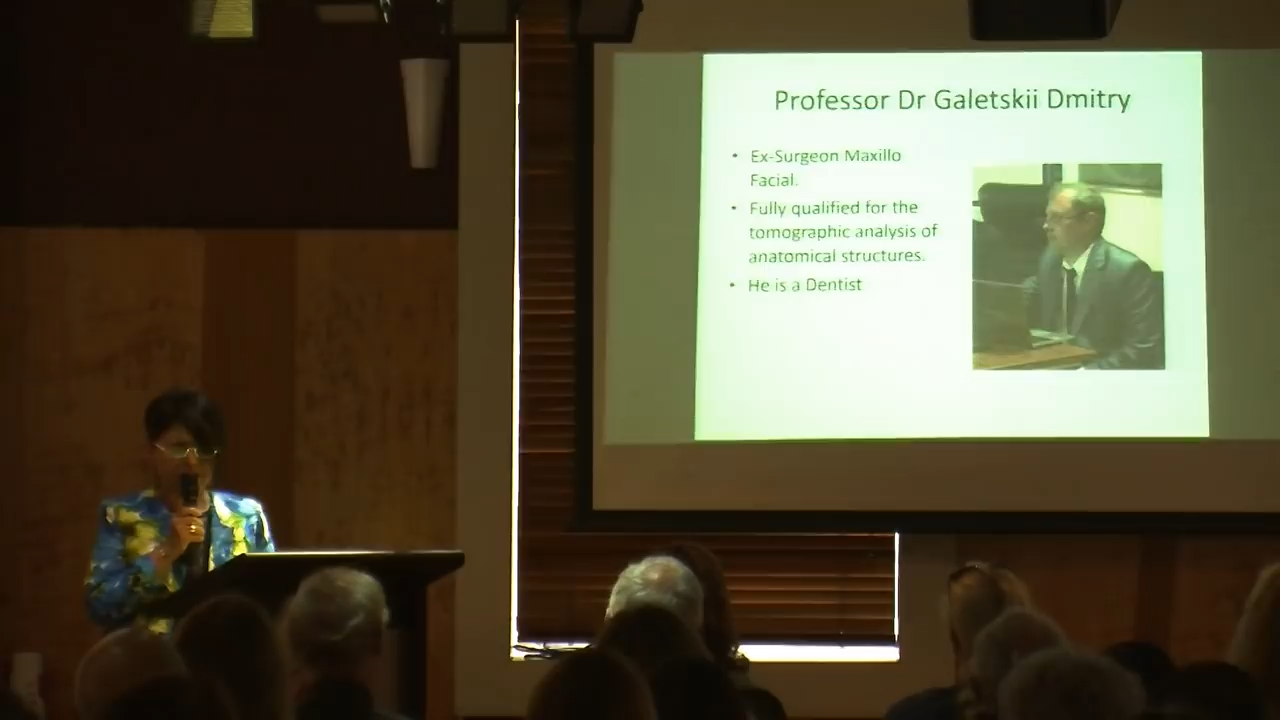 Professor Dr Galetskii Dmitry
• Ex-Surgeon Maxillo
Facial.
• Fully qualified for the
tomographic analysis of
anatomical structures.
• He is a Dentist